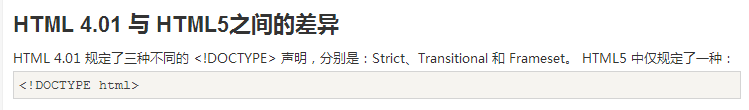 HTML 4.01 与 HTML5之间的差异
HTML 4.01 规定了三种不同的 <!DOCTYPE> 声明，分别是：Strict、Transitional 和 Frameset。 HTML5 中仅规定了一种：
<!DOCTYPE html>